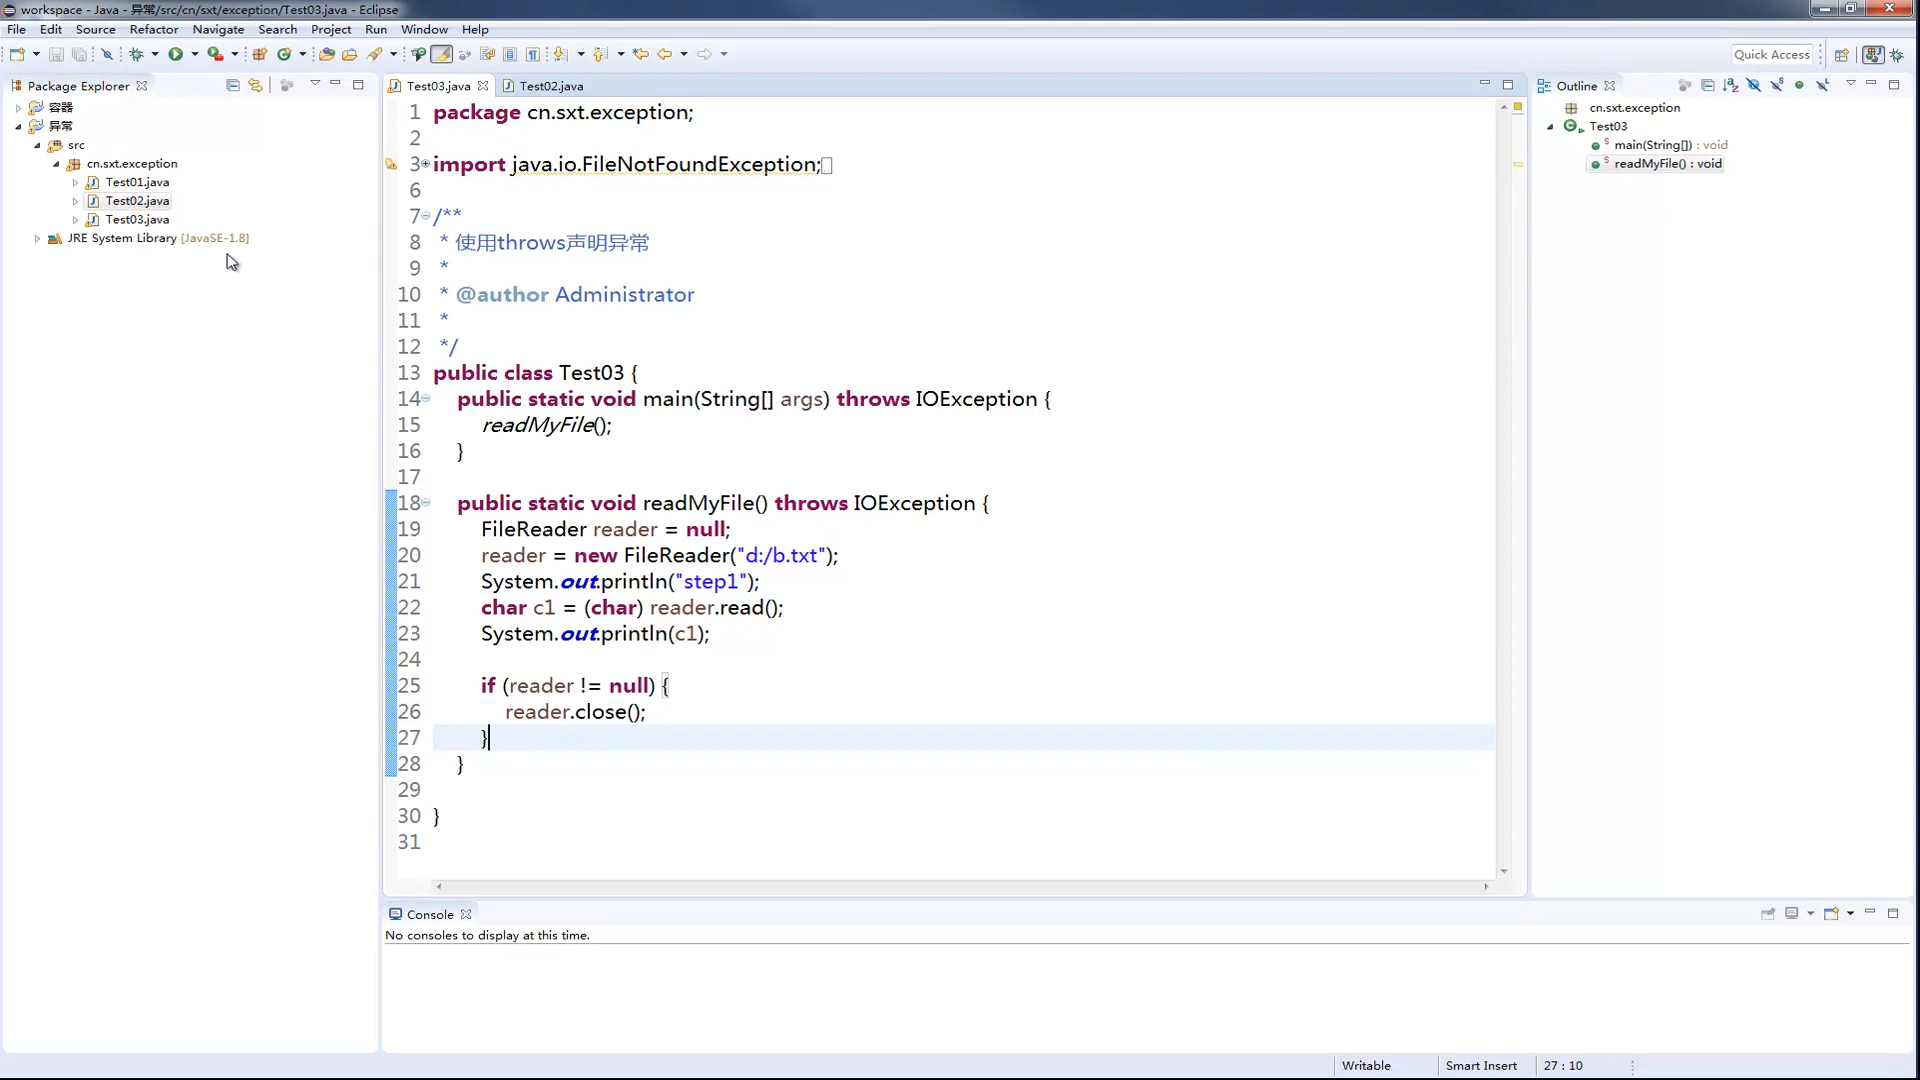 workspace - Java - 异常/src/cn/sxt/exception/Test03.java - Eclipse
File Edit Source Refactor Navigate Search Project Run Window Help
Quick Access
Package Explorer
容器
异常
src
cn.sxt.exception
Test01.java
Test02.java
Test03.java
JRE System Library [JavaSE-1.8]
Test03.java Test02.java
1 package cn.sxt.exception;
2
3 import java.io.FileNotFoundException;
6
7 /**
8 * 使用throws声明异常
9 *
10 * @author Administrator
11 *
12 */
13 public class Test03 {
14 public static void main(String[] args) throws IOException {
15 readMyFile();
16 }
17
18 public static void readMyFile() throws IOException {
19 FileReader reader = null;
20 reader = new FileReader("d:/b.txt");
21 System.out.println("step1");
22 char c1 = (char) reader.read();
23 System.out.println(c1);
24
25 if (reader != null) {
26 reader.close();
27 }
28 }
29
30 }
31
Outline
cn.sxt.exception
Test03
main(String[]) : void
readMyFile() : void
Console
No consoles to display at this time.
Writable Smart Insert 27 : 10